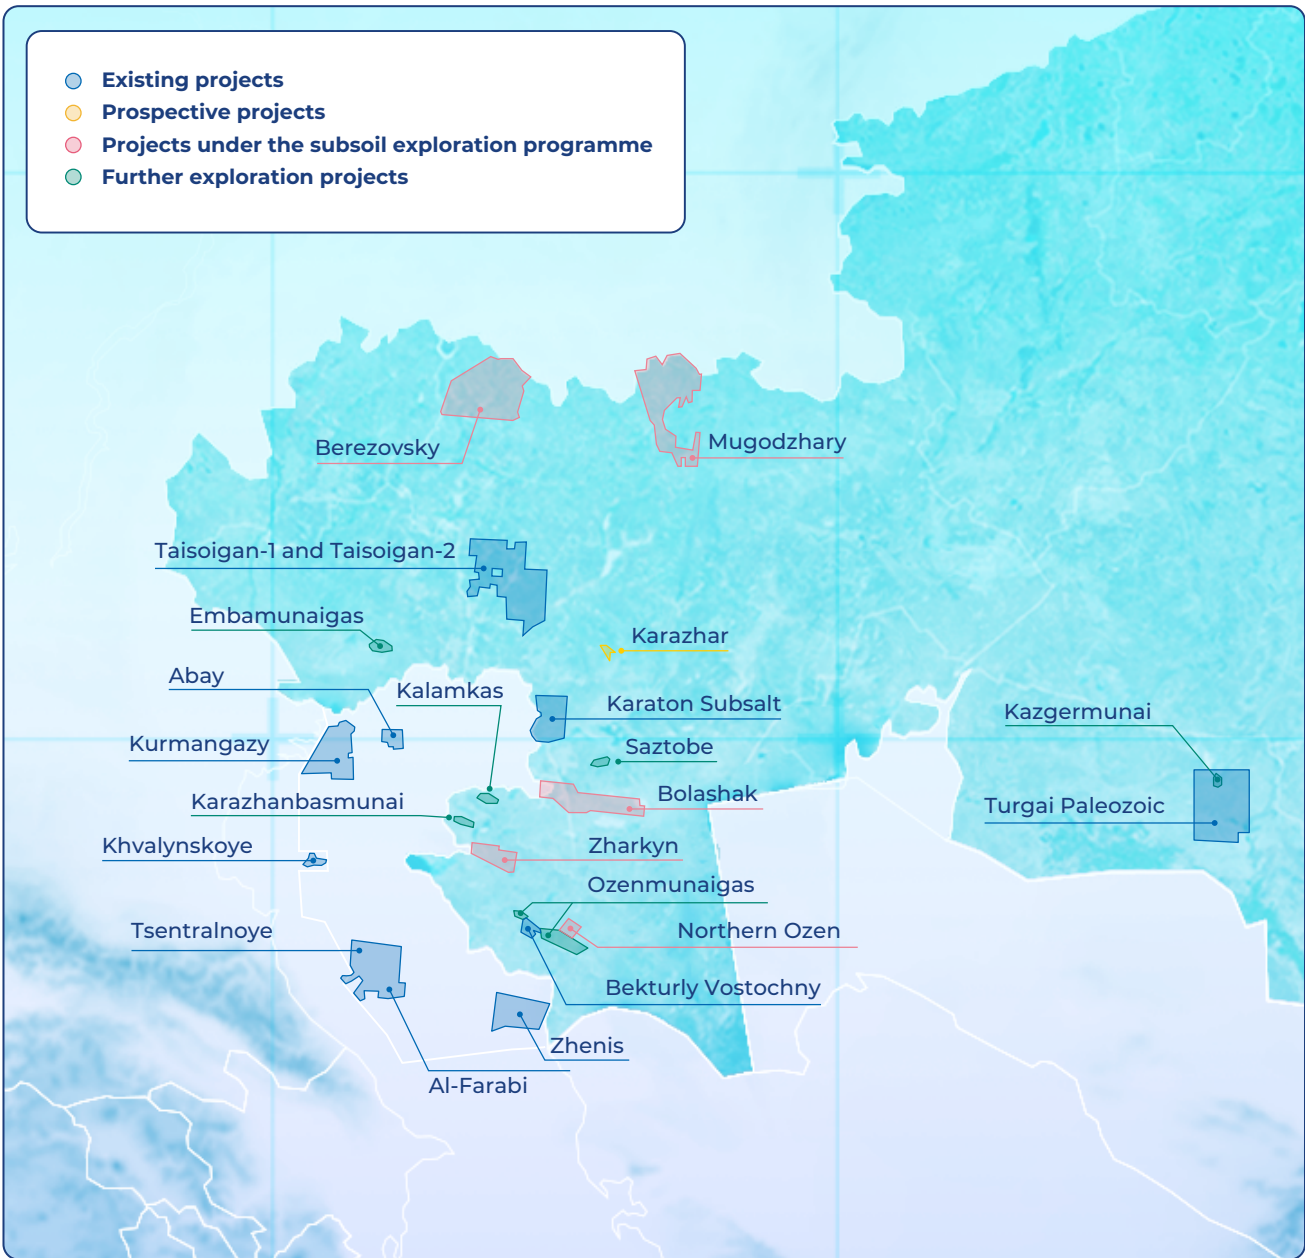 Existing projects
Prospective projects
Projects under the subsoil exploration programme
Further exploration projects
Berezovsky
Mugodzhary
Taisoigan-1 and Taisoigan-2
Embamunaigas
Karazhar
Abay
Kalamkas
Karaton Subsalt
Kazgermunai
Kurmangazy
Saztobe
Karazhanbasmunai
Bolashak
Turgai Paleozoic
Khvalynskoye
Zharkyn
Ozenmunaigas
Tsentralnoye
Northern Ozen
Bekturly Vostochny
Zhenis
Al-Farabi